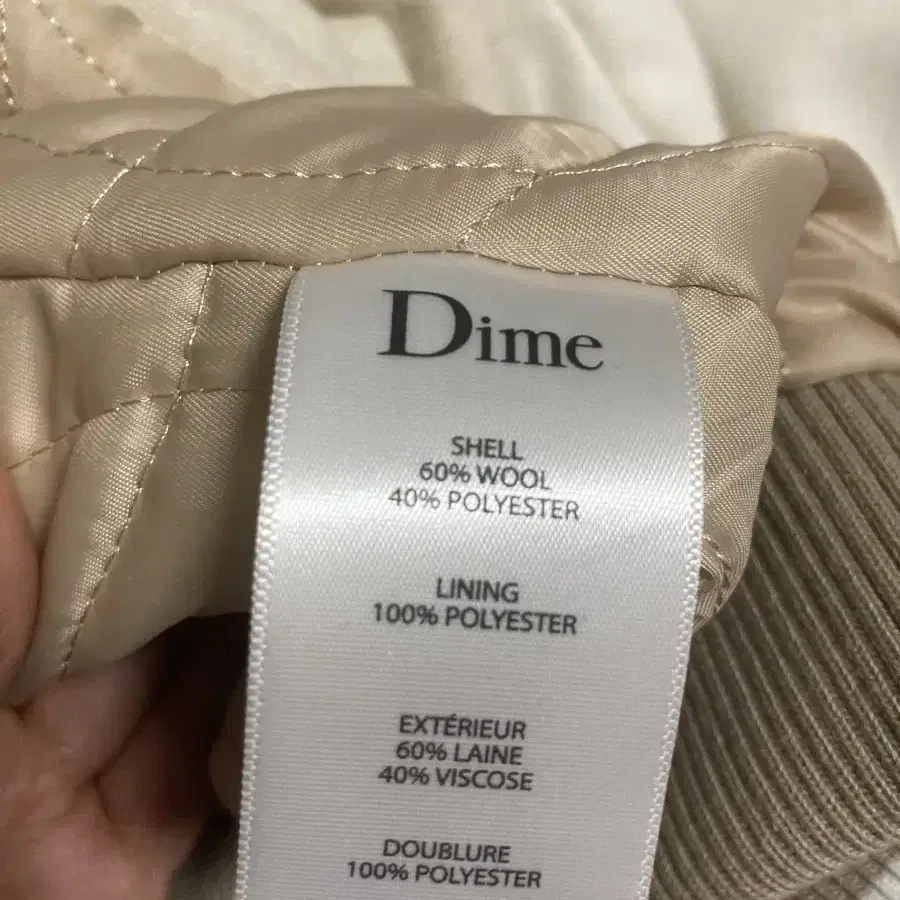 Dime
SHELL
60% WOOL
40% POLYESTER
LINING
100% POLYESTER
EXTÉRIEUR
60% LAINE
40% VISCOSE
DOUBLURE
100% POLYESTER